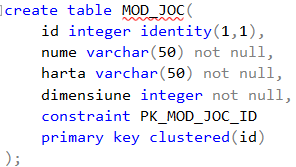 create table MOD_JOC(
id integer identity(1,1),
nume varchar(50) not null,
harta varchar(50) not null,
dimensiune integer not null,
constraint PK_MOD_JOC_ID
primary key clustered(id)
);